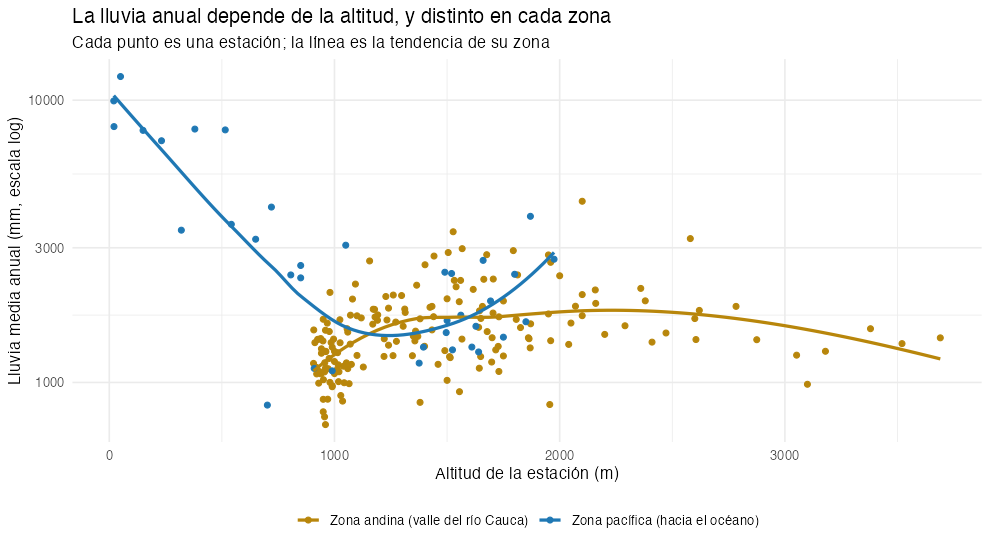 La lluvia anual depende de la altitud, y distinto en cada zona
Cada punto es una estación; la línea es la tendencia de su zona
Lluvia media anual (mm, escala log)
10000
3000
1000
0
1000
2000
3000
Altitud de la estación (m)
Zona andina (valle del río Cauca)
Zona pacífica (hacia el océano)